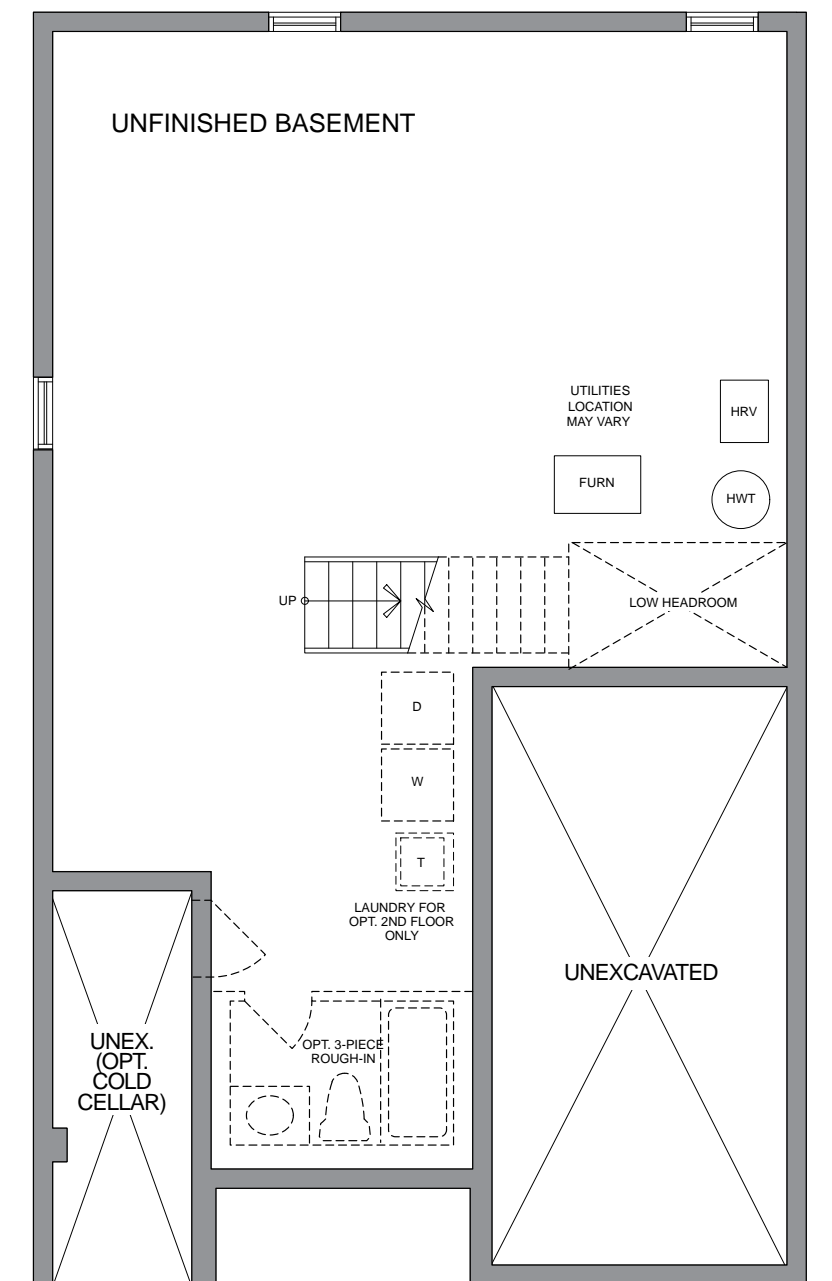 UNFINISHED BASEMENT
UTILITIES
LOCATION
MAY VARY
HRV
FURN
HWT
UP
LOW HEADROOM
D
W
T
LAUNDRY FOR
OPT. 2ND FLOOR
ONLY
UNEXCAVATED
OPT. 3-PIECE
ROUGH-IN
UNEX.
(OPT.
COLD
CELLAR)